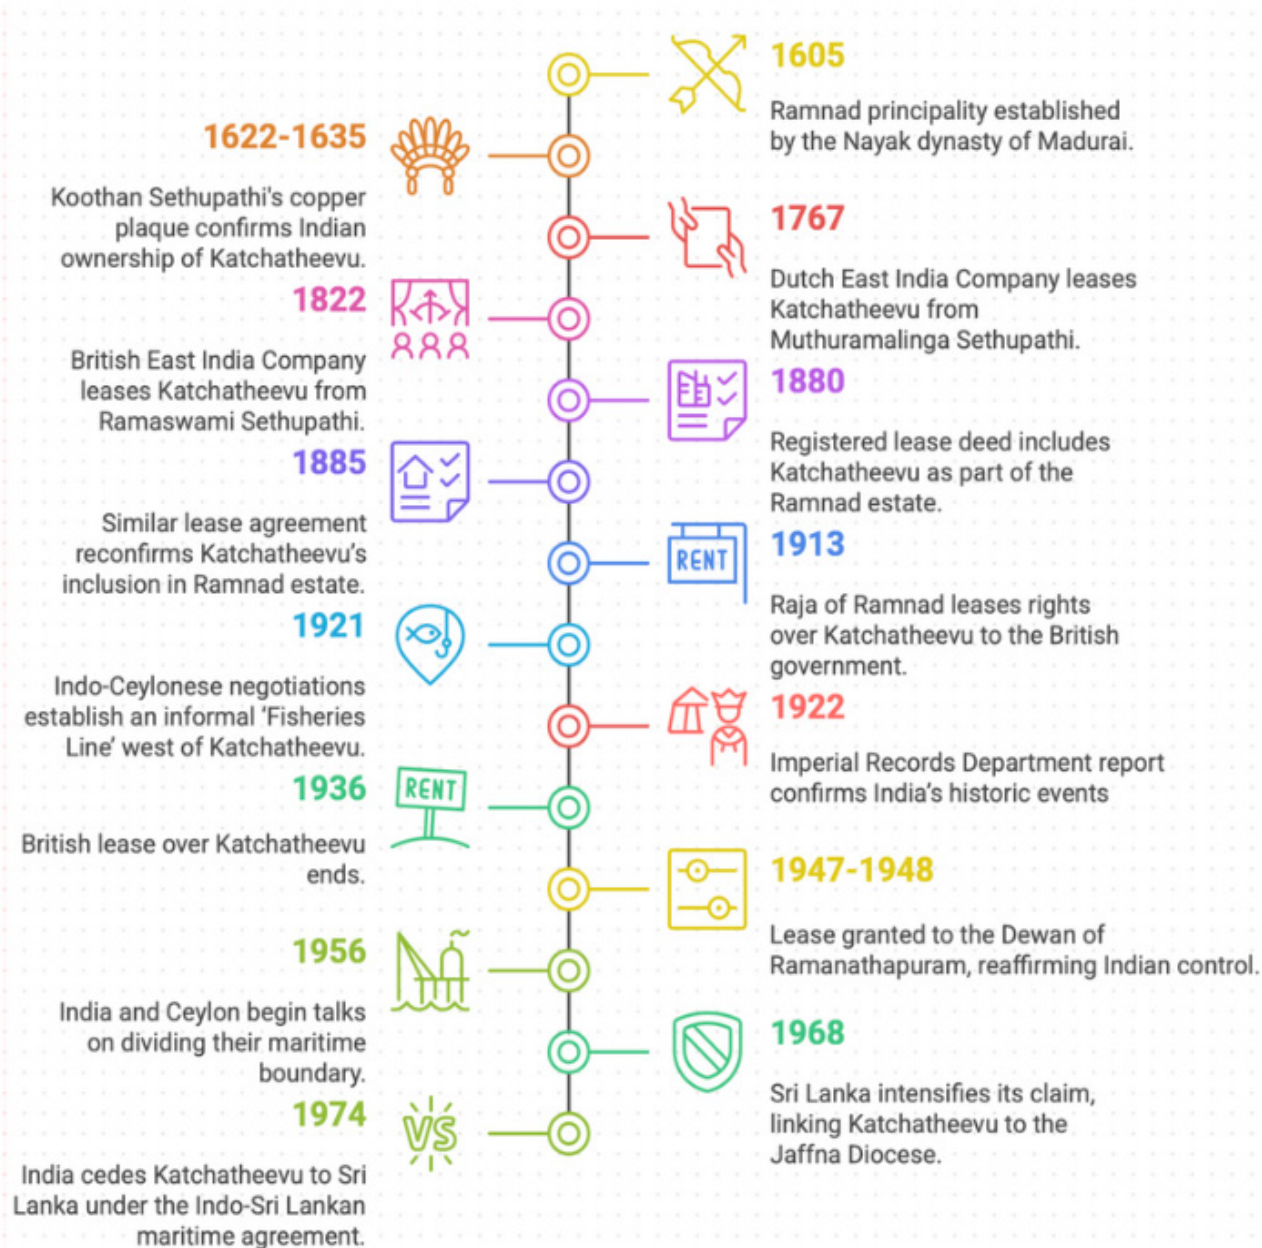 1605
Ramnad principality established
by the Nayak dynasty of Madurai.
1622-1635
Koothan Sethupathi's copper
plaque confirms Indian
ownership of Katchatheevu.
1767
Dutch East India Company leases
Katchatheevu from
Muthuramalinga Sethupathi.
1822
British East India Company
leases Katchatheevu from
Ramaswami Sethupathi.
1880
Registered lease deed includes
Katchatheevu as part of the
Ramnad estate.
1885
Similar lease agreement
reconfirms Katchatheevu's
inclusion in Ramnad estate.
RENT
1913
Raja of Ramnad leases rights
over Katchatheevu to the British
government.
1921
Indo-Ceylonese negotiations
establish an informal ‘Fisheries
Line’ west of Katchatheevu.
1922
Imperial Records Department report
confirms India’s historic events
1936
RENT
British lease over Katchatheevu
ends.
1947-1948
Lease granted to the Dewan of
Ramanathapuram, reaffirming Indian control.
1956
India and Ceylon begin talks
on dividing their maritime
boundary.
1968
Sri Lanka intensifies its claim,
linking Katchatheevu to the
Jaffna Diocese.
1974
VS
India cedes Katchatheevu to Sri
Lanka under the Indo-Sri Lankan
maritime agreement.